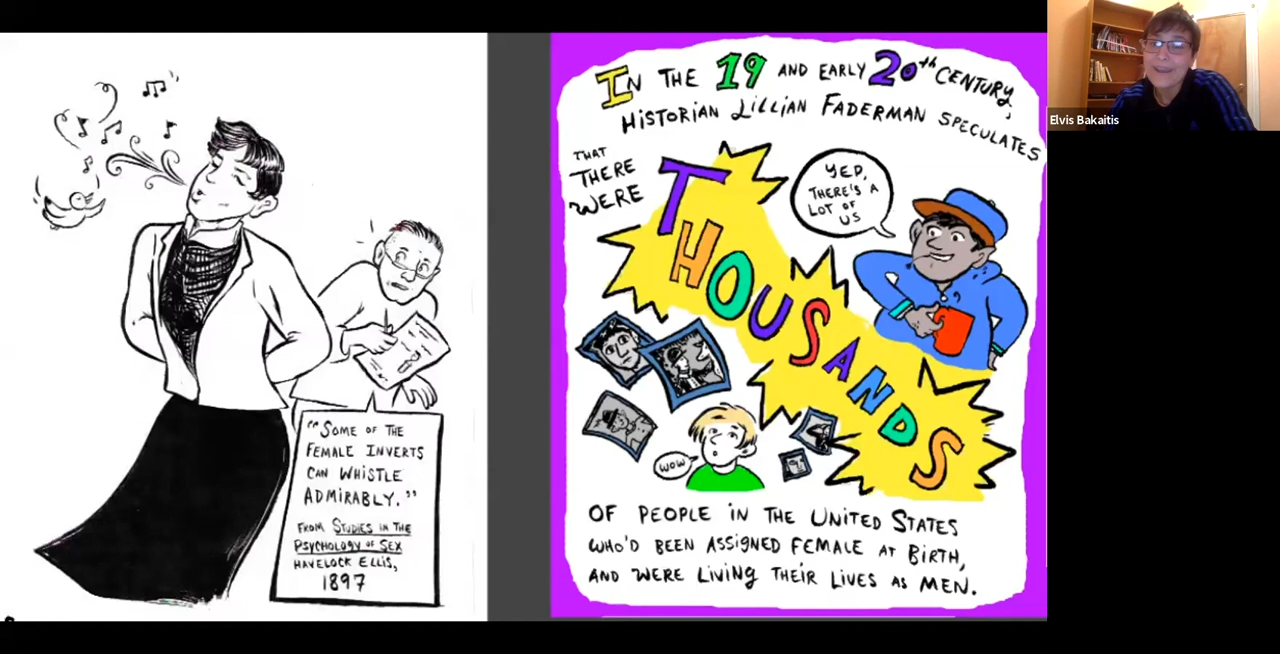 "SOME OF THE
FEMALE INVERTS
CAN WHISTLE
ADMIRABLY."
FROM STUDIES IN THE
PSYCHOLOGY OF SEX
HAVELOCK ELLIS,
1897
IN THE 19 AND EARLY 20th CENTURY,
HISTORIAN LILLIAN FADERMAN SPECULATES
THAT
THERE
WERE
THOUSANDS
YEP,
THERE'S A
LOT OF
US
WOW
OF PEOPLE IN THE UNITED STATES
WHO'D BEEN ASSIGNED FEMALE AT BIRTH,
AND WERE LIVING THEIR LIVES AS MEN.
Elvis Bakaitis